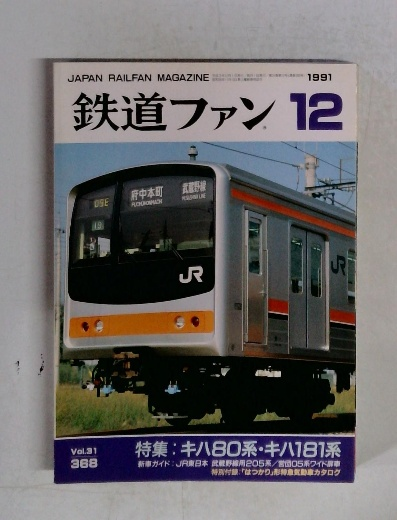 JAPAN RAILFAN MAGAZINE
1991
鉄道ファン 12
府中本町
FUCHŪHOMMACHI
武蔵野線
MUSASHINO LINE
JR
JR
Vol.31
368
特集:キハ80系・キハ181系
新車ガイド:JR東日本 武蔵野線用205系/営団05系ワイド扉車
特別付録:「はつかり」形特急気動車カタログ